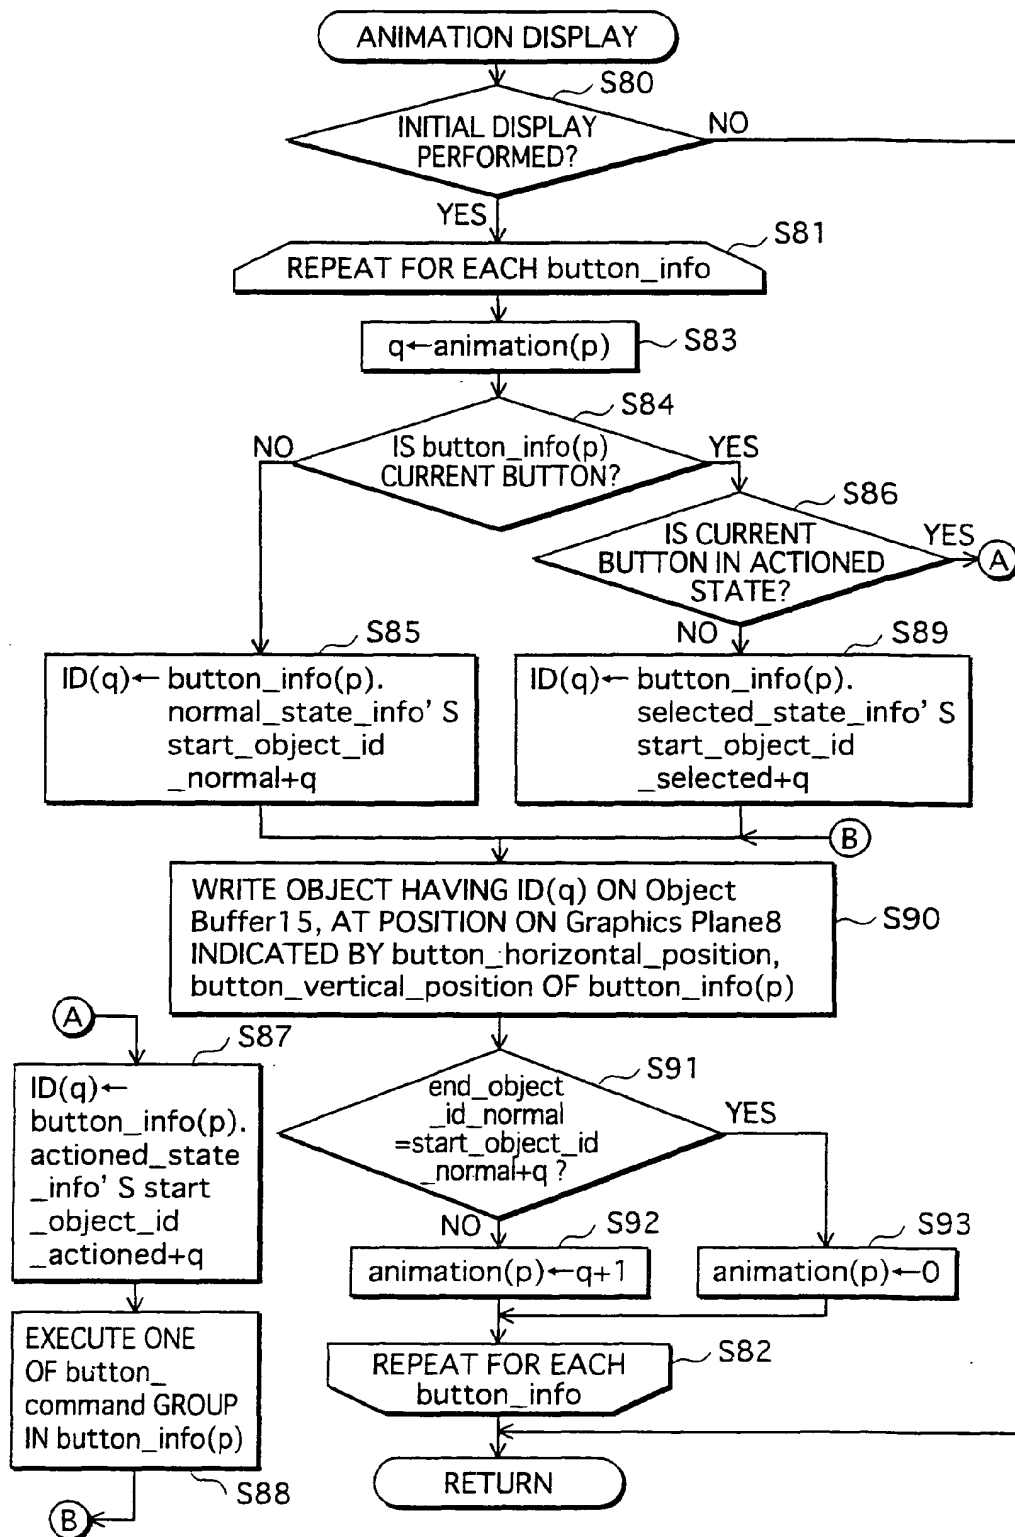 ANIMATION DISPLAY
S80
INITIAL DISPLAY
PERFORMED?
NO
YES
S81
REPEAT FOR EACH button_info
q←animation(p)
S83
S84
NO
IS button_info(p)
CURRENT BUTTON?
YES
S86
IS CURRENT
BUTTON IN ACTIONED
STATE?
YES
A
NO
S85
ID(q)← button_info(p).
normal_state_info' S
start_object_id
_normal+q
S89
ID(q)← button_info(p).
selected_state_info' S
start_object_id
_selected+q
B
WRITE OBJECT HAVING ID(q) ON Object
Buffer15, AT POSITION ON Graphics Plane8
INDICATED BY button_horizontal_position,
button_vertical_position OF button_info(p)
S90
A
S87
ID(q)←
button_info(p).
actioned_state
_info' S start
_object_id
_actioned+q
EXECUTE ONE
OF button_
command GROUP
IN button_info(p)
S88
B
S91
end_object
_id_normal
=start_object_id
_normal+q ?
YES
NO
S92
animation(p)←q+1
S93
animation(p)←0
S82
REPEAT FOR EACH
button_info
RETURN